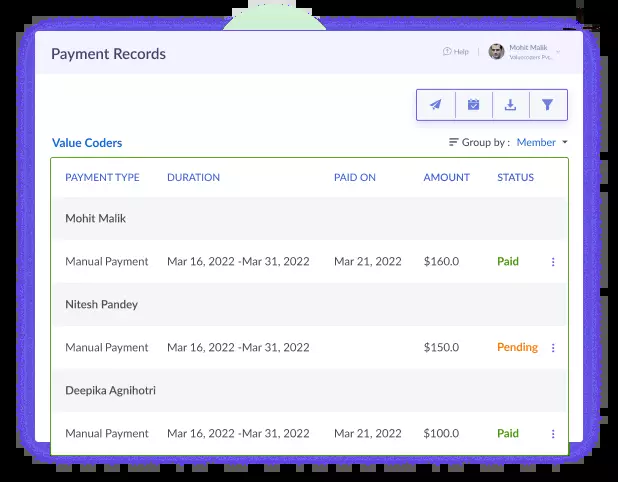 Payment Records
Help
Mohit Malik
Valuecoders Pvt..
Value Coders
Group by : Member
PAYMENT TYPE DURATION PAID ON AMOUNT STATUS
Mohit Malik
Manual Payment Mar 16, 2022 -Mar 31, 2022 Mar 21, 2022 $160.0 Paid
Nitesh Pandey
Manual Payment Mar 16, 2022 -Mar 31, 2022 $150.0 Pending
Deepika Agnihotri
Manual Payment Mar 16, 2022 -Mar 31, 2022 Mar 21, 2022 $100.0 Paid